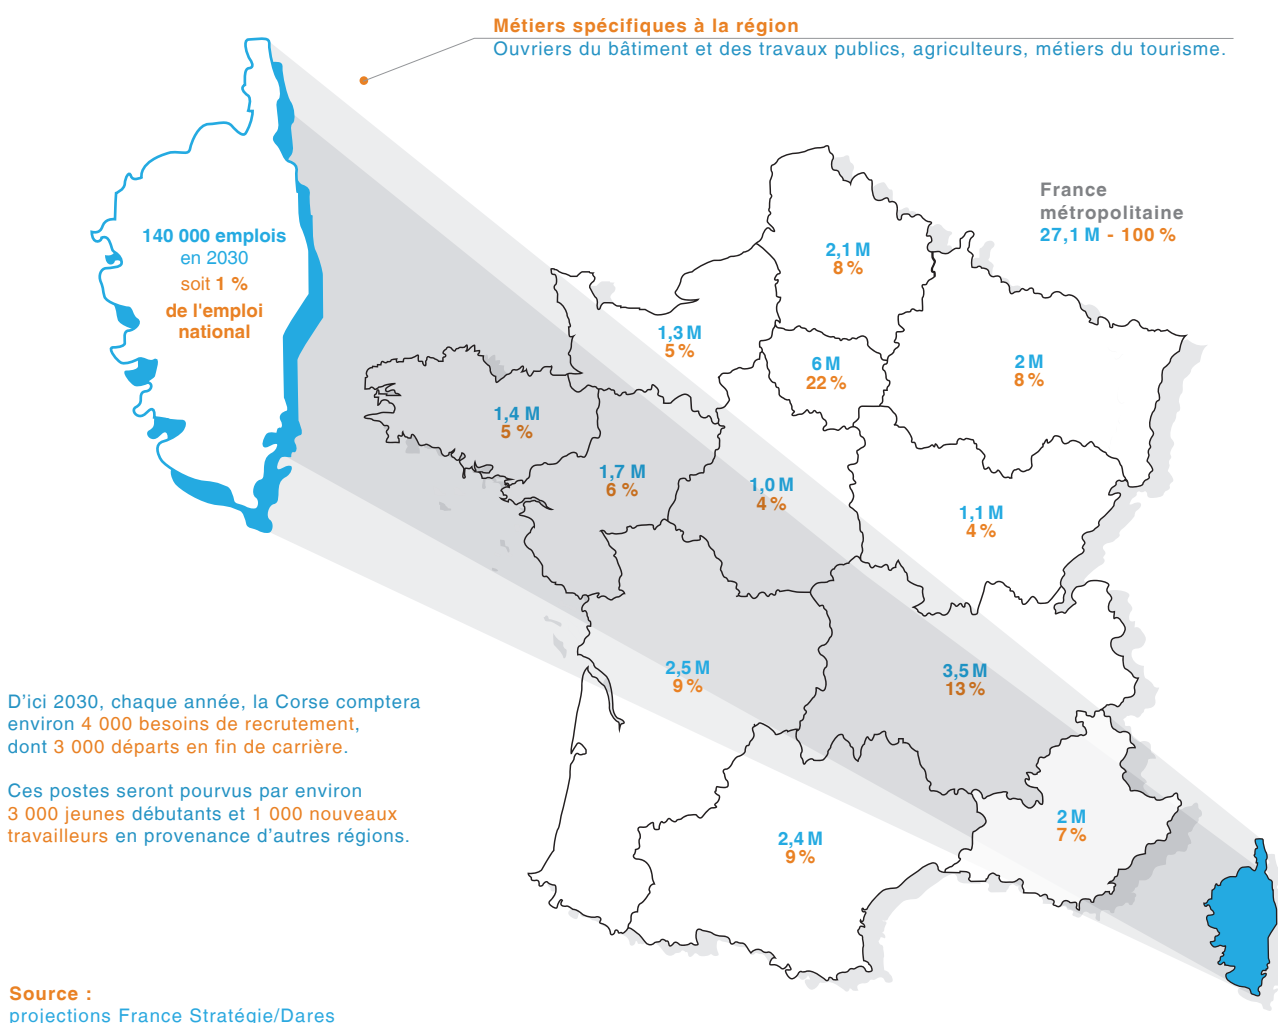 Métiers spécifiques à la région
Ouvriers du bâtiment et des travaux publics, agriculteurs, métiers du tourisme.
France
métropolitaine
27,1 M - 100 %
140 000 emplois
en 2030
soit 1 %
de l'emploi
national
2,1 M
8 %
1,3 M
5 %
6 M
22 %
2 M
8 %
1,4 M
5 %
1,7 M
6 %
1,0 M
4 %
1,1 M
4 %
2,5 M
9 %
3,5 M
13 %
2,4 M
9 %
2 M
7 %
D'ici 2030, chaque année, la Corse comptera
environ 4 000 besoins de recrutement,
dont 3 000 départs en fin de carrière.
Ces postes seront pourvus par environ
3 000 jeunes débutants et 1 000 nouveaux
travailleurs en provenance d'autres régions.
Source :
projections France Stratégie/Dares